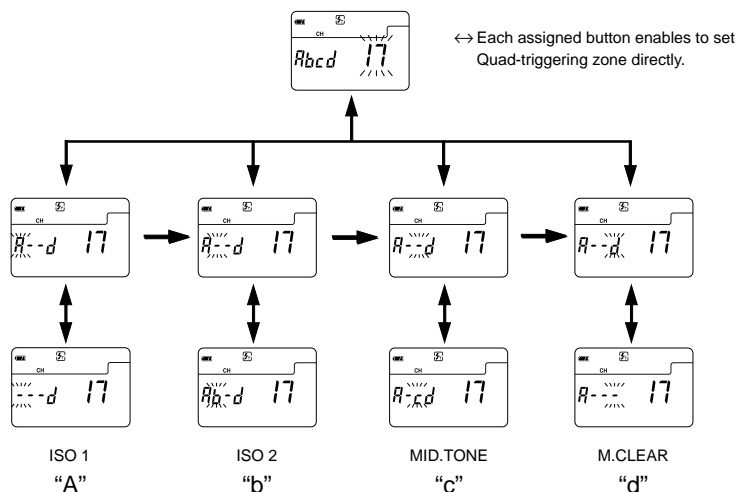 CH
Abcd 17
↔ Each assigned button enables to set
Quad-triggering zone directly.
CH
A--d 17
CH
A--d 17
CH
A--d 17
CH
A--d 17
CH
---d 17
CH
Ab-d 17
CH
A-cd 17
CH
A--- 17
ISO 1
ISO 2
MID.TONE
M.CLEAR
“A”
“b”
“c”
“d”